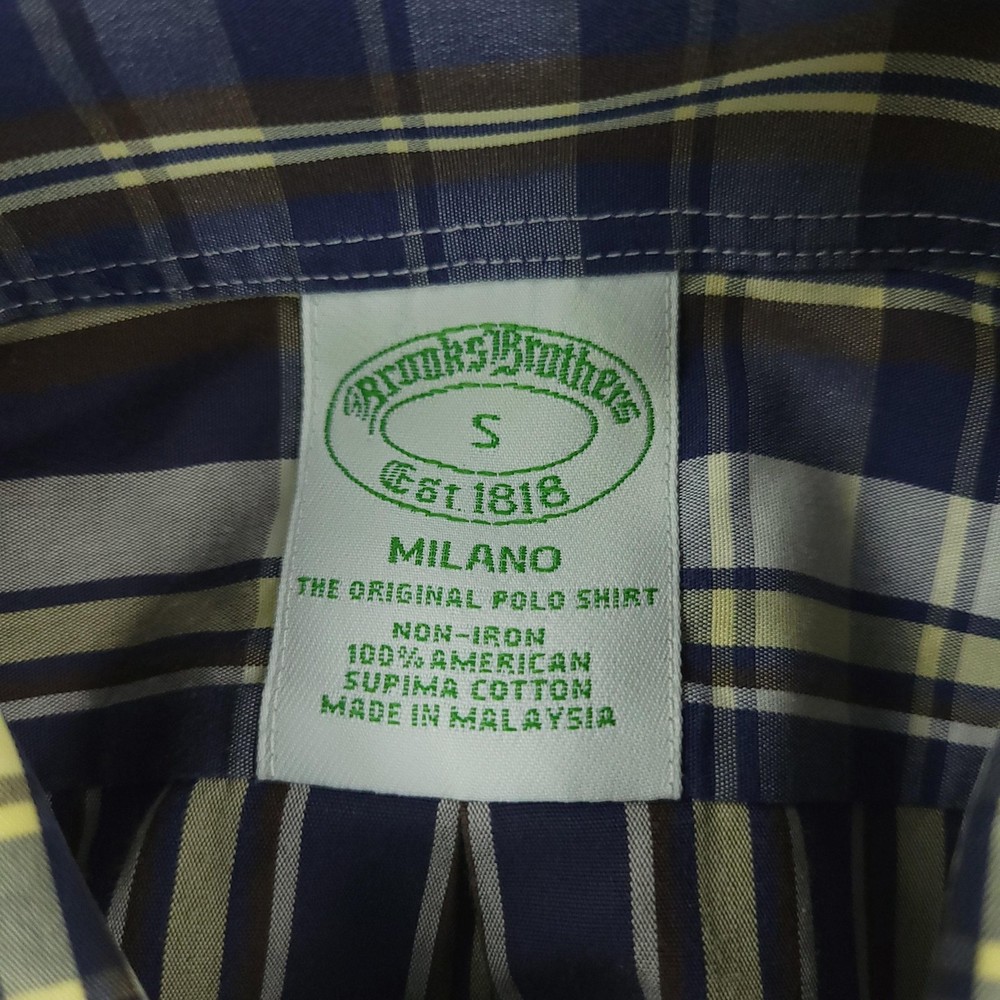 Brooks Brothers
S
Est. 1818
MILANO
THE ORIGINAL POLO SHIRT
NON-IRON
100% AMERICAN
SUPIMA COTTON
MADE IN MALAYSIA